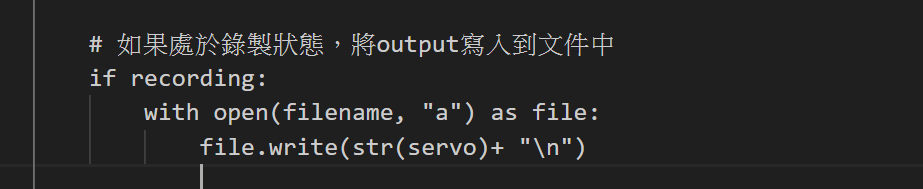 # 如果處於錄製狀態，將output寫入到文件中
if recording:
with open(filename, "a") as file:
file.write(str(servo)+ "\n")